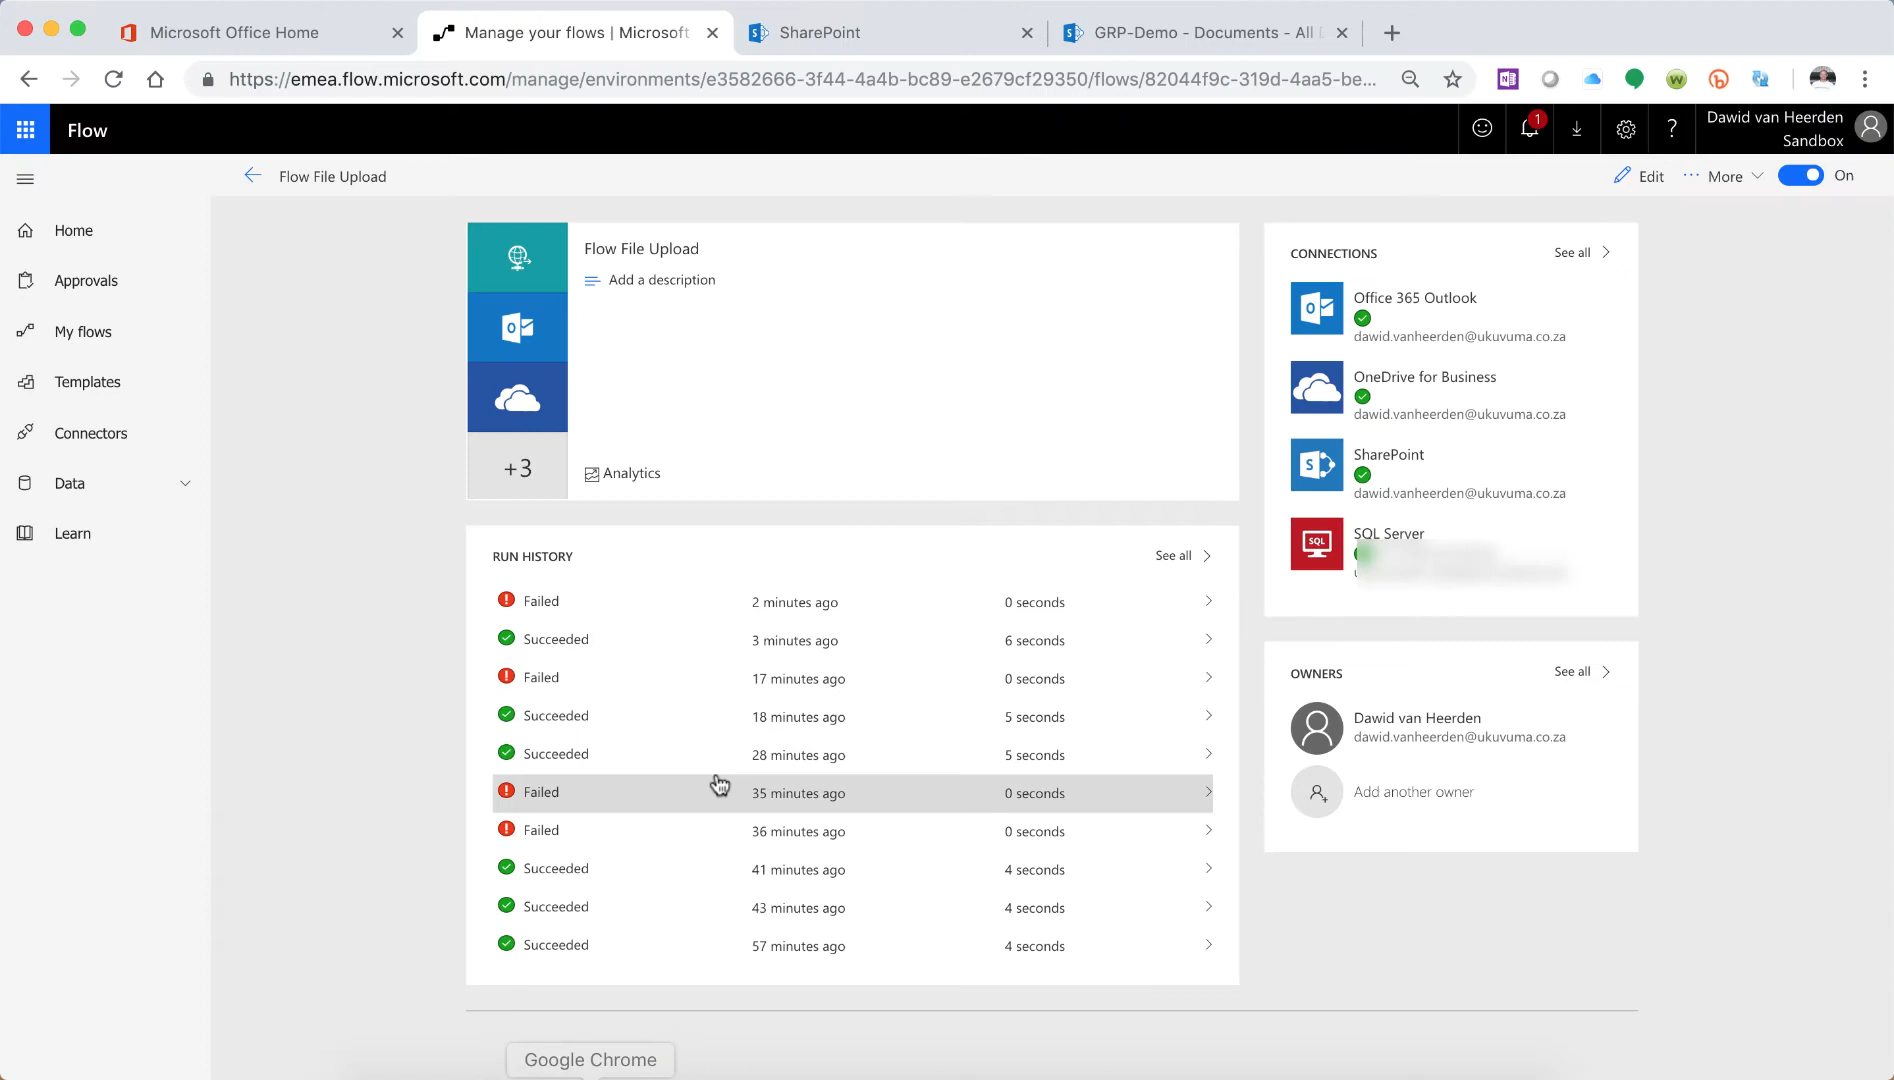 Microsoft Office Home
Manage your flows | Microsoft
SharePoint
GRP-Demo - Documents - All
https://emea.flow.microsoft.com/manage/environments/e3582666-3f44-4a4b-bc89-e2679cf29350/flows/82044f9c-319d-4aa5-be...
Flow
1
?
Dawid van Heerden
Sandbox
Flow File Upload
Edit
More
On
Home
Approvals
My flows
Templates
Connectors
Data
Learn
Flow File Upload
Add a description
+3
Analytics
CONNECTIONS
See all
Office 365 Outlook
dawid.vanheerden@ukuvuma.co.za
OneDrive for Business
dawid.vanheerden@ukuvuma.co.za
SharePoint
dawid.vanheerden@ukuvuma.co.za
SQL
SQL Server
RUN HISTORY
See all
Failed 2 minutes ago 0 seconds
Succeeded 3 minutes ago 6 seconds
Failed 17 minutes ago 0 seconds
Succeeded 18 minutes ago 5 seconds
Succeeded 28 minutes ago 5 seconds
Failed 35 minutes ago 0 seconds
Failed 36 minutes ago 0 seconds
Succeeded 41 minutes ago 4 seconds
Succeeded 43 minutes ago 4 seconds
Succeeded 57 minutes ago 4 seconds
OWNERS
See all
Dawid van Heerden
dawid.vanheerden@ukuvuma.co.za
Add another owner
Google Chrome